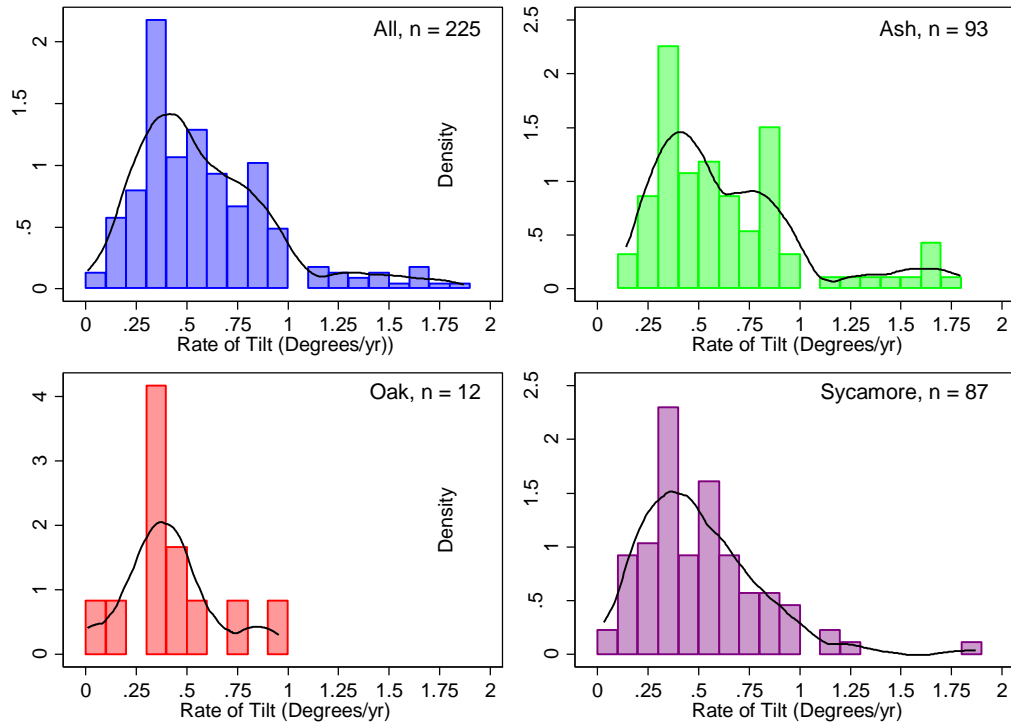 All, n = 225
0 .5 1 1.5 2
0 .25 .5 .75 1 1.25 1.5 1.75 2
Rate of Tilt (Degrees/yr))
Density
Ash, n = 93
0 .5 1 1.5 2 2.5
0 .25 .5 .75 1 1.25 1.5 1.75 2
Rate of Tilt (Degrees/yr)
Oak, n = 12
0 1 2 3 4
0 .25 .5 .75 1 1.25 1.5 1.75 2
Rate of Tilt (Degrees/yr)
Density
Sycamore, n = 87
0 .5 1 1.5 2 2.5
0 .25 .5 .75 1 1.25 1.5 1.75 2
Rate of Tilt (Degrees/yr)